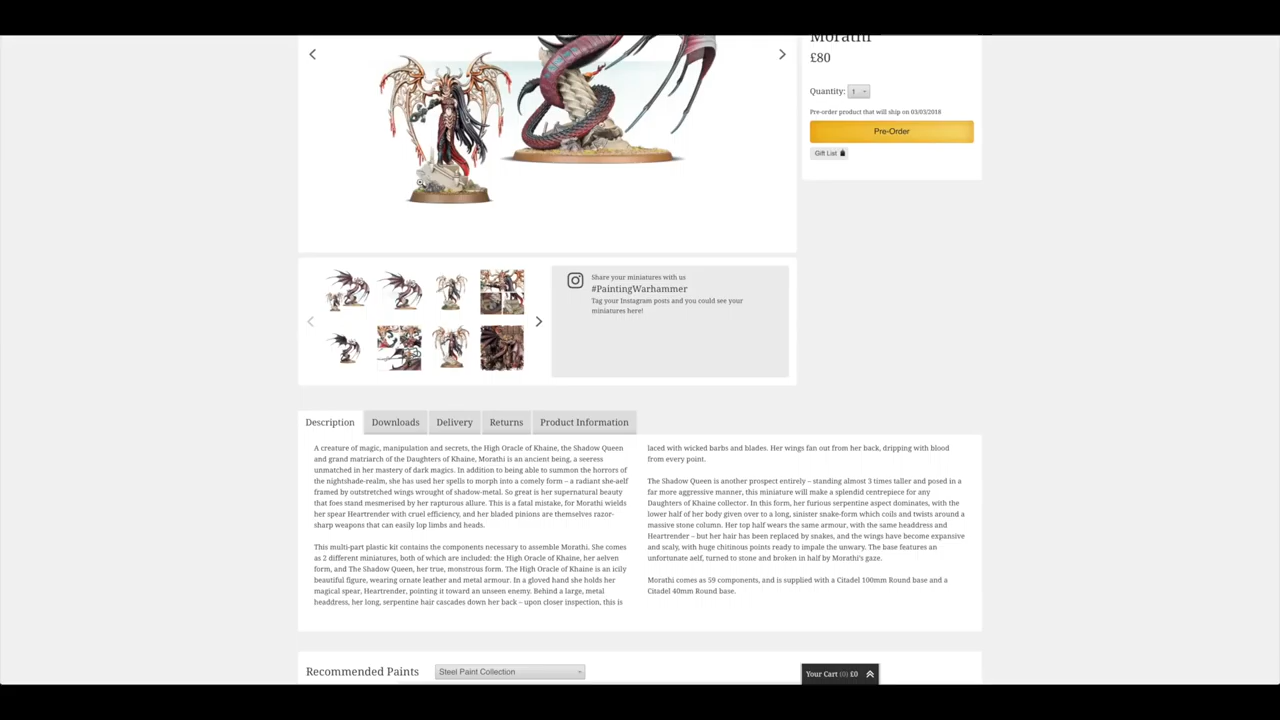 Morathi
£80
Quantity: 1
Pre-order product that will ship on 03/03/2018
Pre-Order
Gift List
Share your miniatures with us
#PaintingWarhammer
Tag your Instagram posts and you could see your
miniatures here!
Description Downloads Delivery Returns Product Information
A creature of magic, manipulation and secrets, the High Oracle of Khaine, the Shadow Queen
and grand matriarch of the Daughters of Khaine, Morathi is an ancient being, a seeress
unmatched in her mastery of dark magics. In addition to being able to summon the horrors of
the nightshade-realm, she has used her spells to morph into a comely form – a radiant she-aelf
framed by outstretched wings wrought of shadow-metal. So great is her supernatural beauty
that foes stand mesmerised by her rapturous allure. This is a fatal mistake, for Morathi wields
her spear Heartrender with cruel efficiency, and her bladed pinions are themselves razor-
sharp weapons that can easily lop limbs and heads.
This multi-part plastic kit contains the components necessary to assemble Morathi. She comes
as 2 different miniatures, both of which are included: the High Oracle of Khaine, her aelven
form, and The Shadow Queen, her true, monstrous form. The High Oracle of Khaine is an icily
beautiful figure, wearing ornate leather and metal armour. In a gloved hand she holds her
magical spear, Heartrender, pointing it toward an unseen enemy. Behind a large, metal
headdress, her long, serpentine hair cascades down her back – upon closer inspection, this is
laced with wicked barbs and blades. Her wings fan out from her back, dripping with blood
from every point.
The Shadow Queen is another prospect entirely – standing almost 3 times taller and posed in a
far more aggressive manner, this miniature will make a splendid centrepiece for any
Daughters of Khaine collector. In this form, her furious serpentine aspect dominates, with the
lower half of her body given over to a long, sinister snake-form which coils and twists around a
massive stone column. Her top half wears the same armour, with the same headdress and
Heartrender – but her hair has been replaced by snakes, and the wings have become expansive
and scaly, with huge chitinous points ready to impale the unwary. The base features an
unfortunate aelf, turned to stone and broken in half by Morathi's gaze.
Morathi comes as 59 components, and is supplied with a Citadel 100mm Round base and a
Citadel 40mm Round base.
Recommended Paints Steel Paint Collection
Your Cart (0) £0